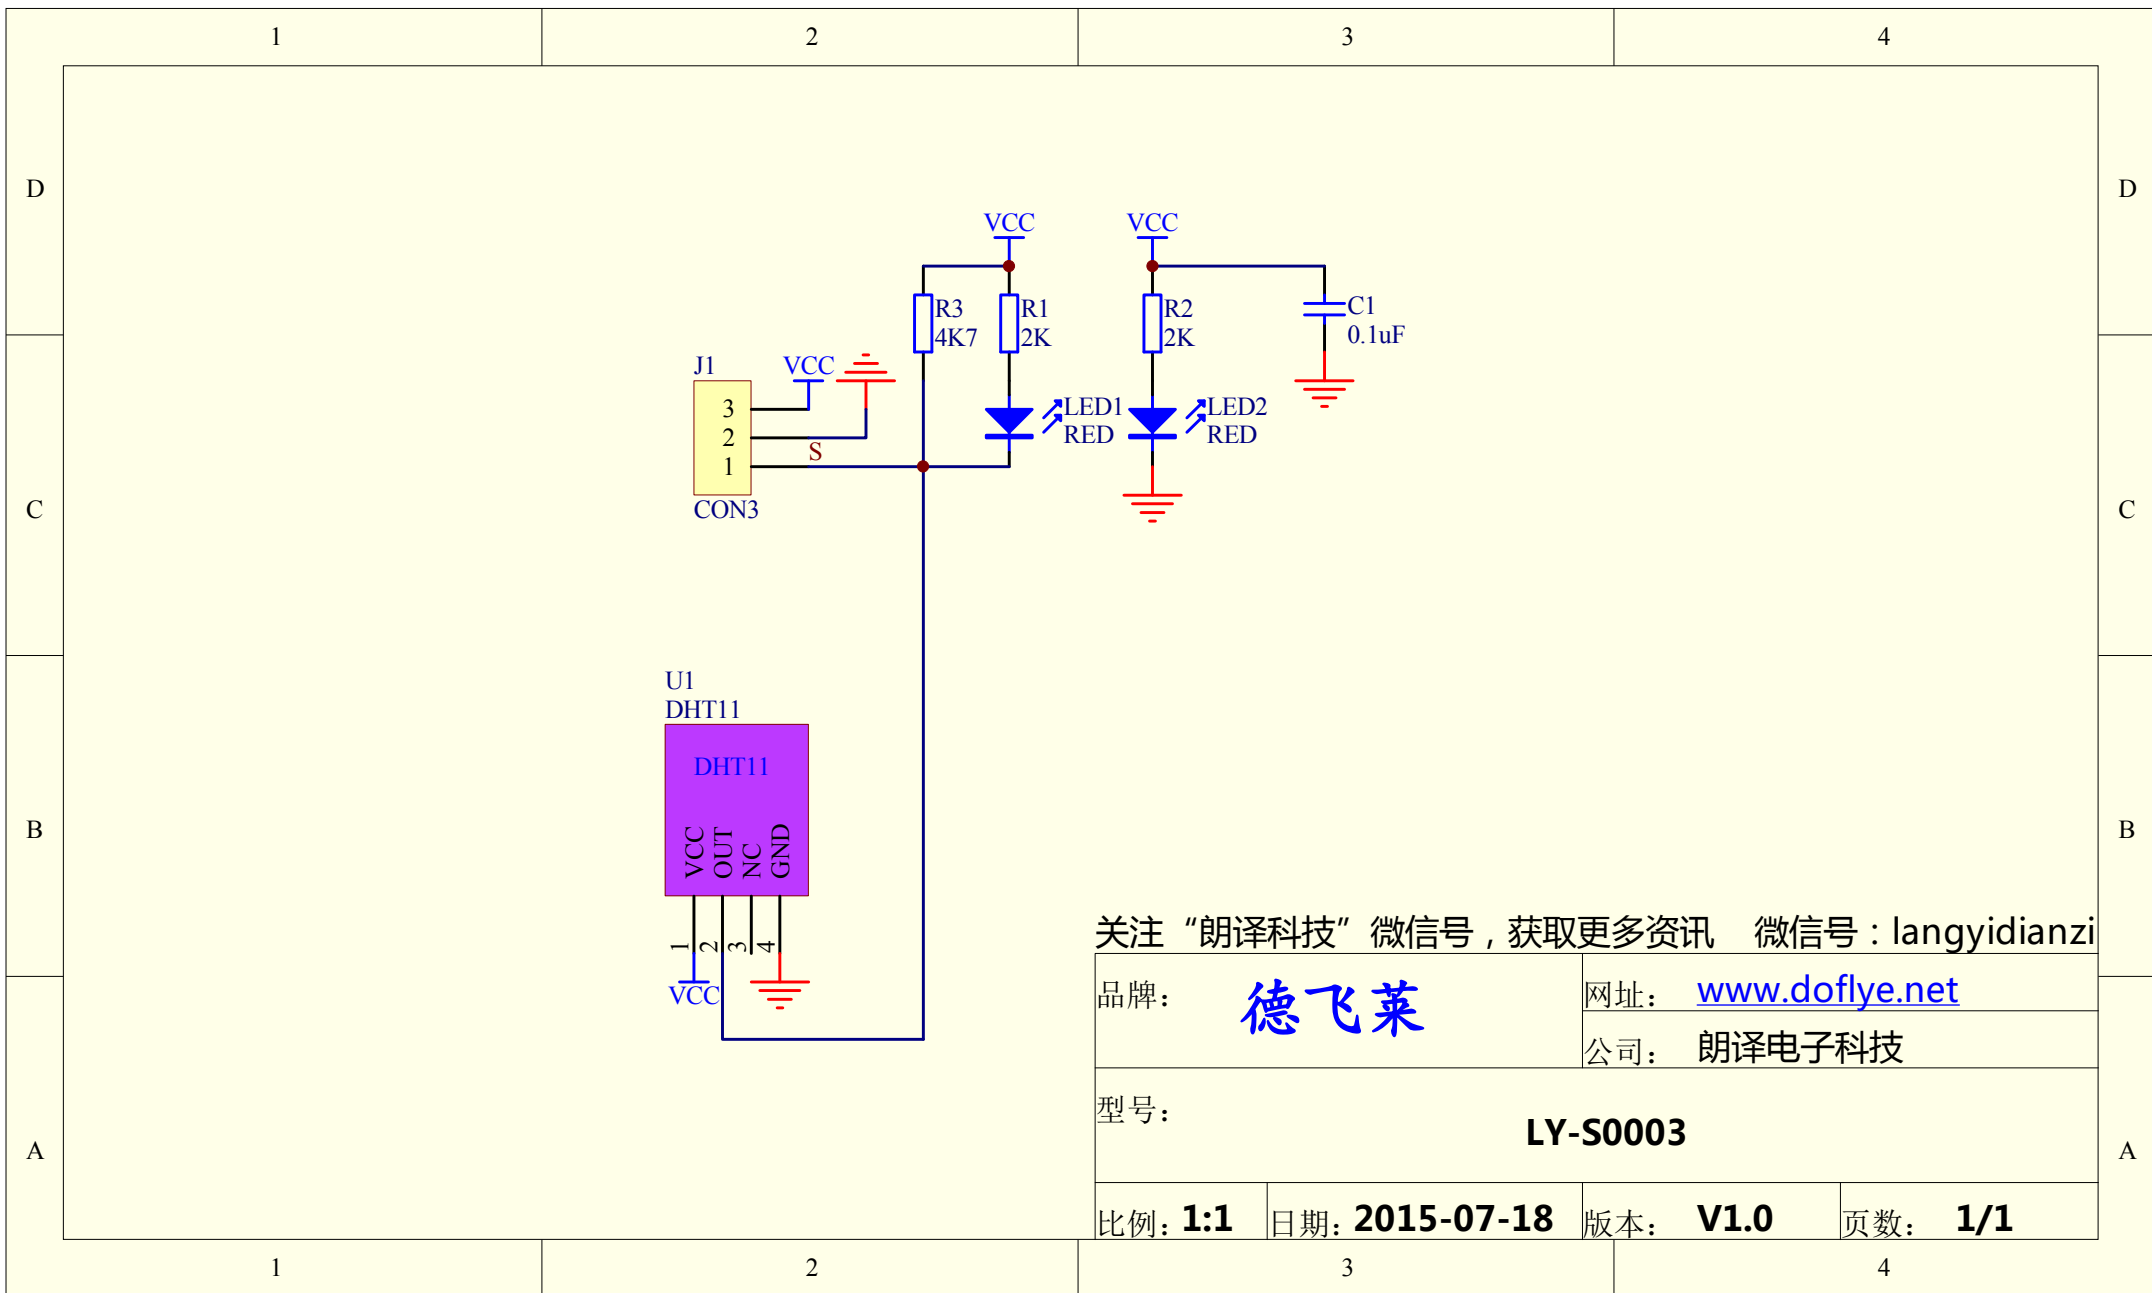 1 2 3 4
D D
VCC VCC
R3 R1 R2 C1
4K7 2K 2K 0.1uF
J1 VCC
3 LED1 LED2
2 RED RED
S
1
CON3
C C
U1
DHT11
DHT11
VCC OUT NC GND
B B
1 2 3 4
VCC
关注“朗译科技”微信号，获取更多资讯 微信号：langyidianzi
品牌： 德飞莱 网址： www.doflye.net
公司： 朗译电子科技
型号： LY-S0003
A A
比例：1:1 日期：2015-07-18 版本： V1.0 页数： 1/1
1 2 3 4